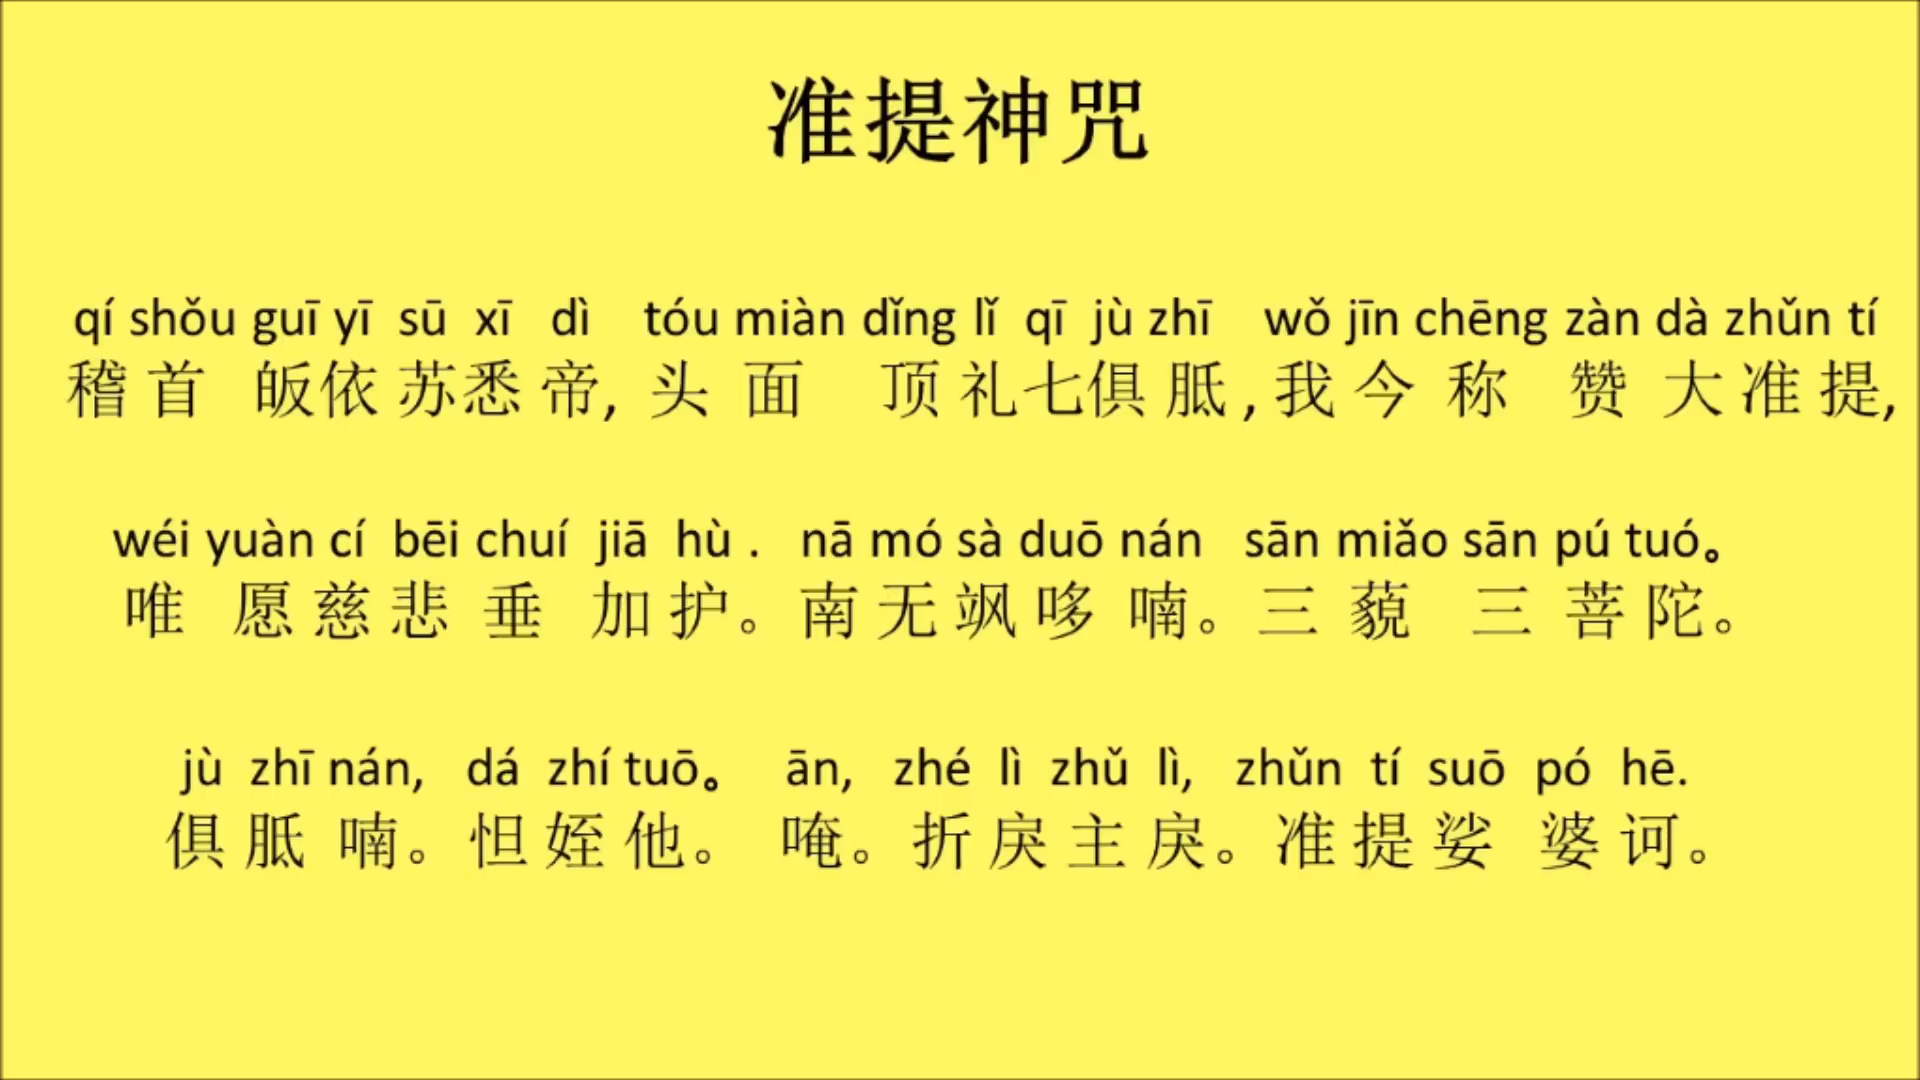 准提神咒
qí shǒu guī yī sū xī dì tóu miàn dǐng lǐ qī jù zhī wǒ jīn chēng zàn dà zhǔn tí
稽首皈依苏悉帝, 头面顶礼七俱胝, 我今称赞大准提,
wéi yuàn cí bēi chuí jiā hù . nā mó sà duō nán sān miǎo sān pú tuó。
唯愿慈悲垂加护。南无飒哆喃。三藐三菩陀。
jù zhī nán, dá zhí tuō。 ān, zhé lì zhǔ lì, zhǔn tí suō pó hē.
俱胝喃。怛姪他。唵。折戾主戾。准提娑婆诃。